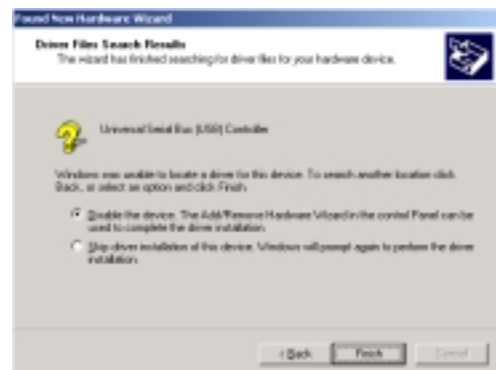 Found New Hardware Wizard
Driver Files Search Results
The wizard has finished searching for driver files for your hardware device.
Universal Serial Bus (USB) Controller
Windows was unable to locate a driver for this device. To search another location click
Back, or select an option and click Finish.
Disable the device. The Add/Remove Hardware Wizard in the control Panel can be
used to complete the driver installation.
Skip driver installation of this device. Windows will prompt again to perform the driver
installation.
< Back
Finish
Cancel